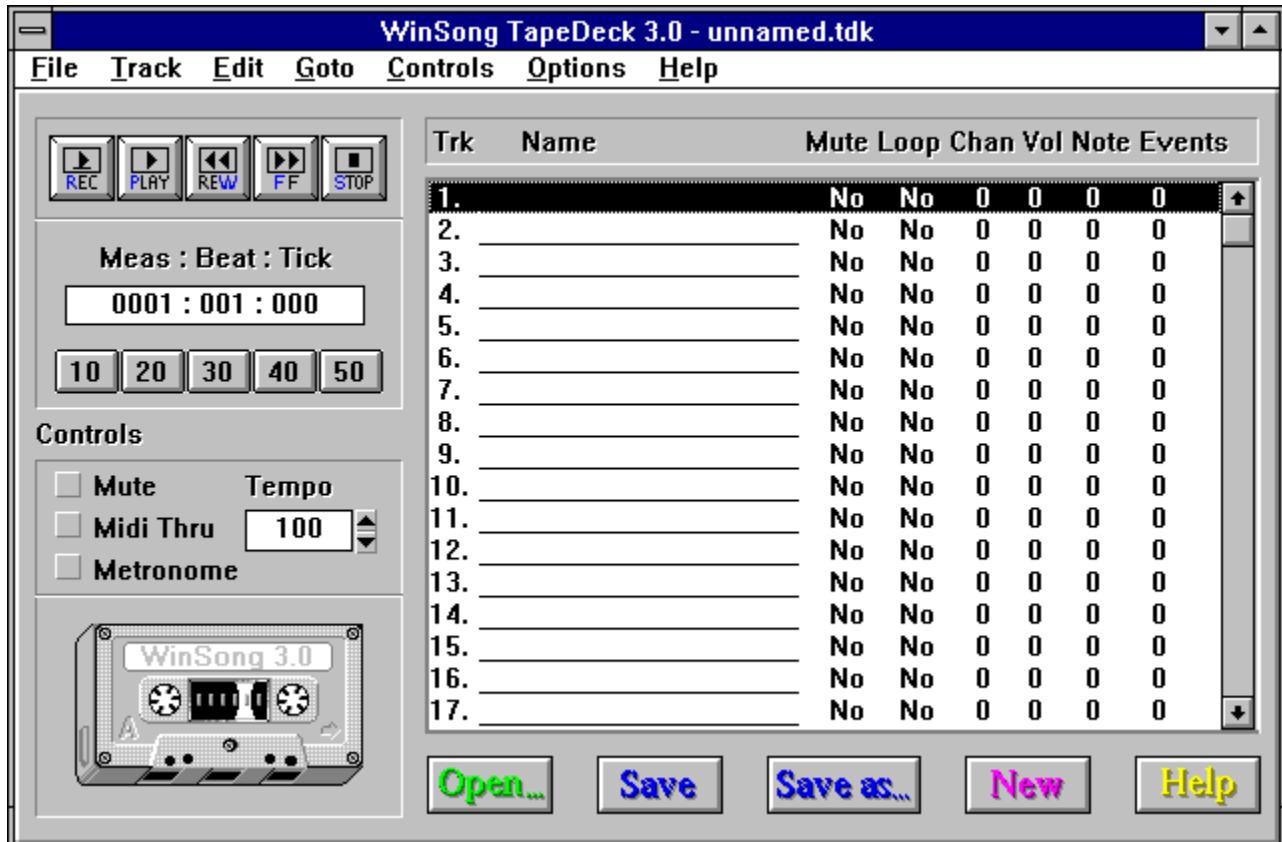 WinSong TapeDeck 3.0 - unnamed.tdk
File Track Edit Goto Controls Options Help
REC PLAY REW FF STOP
Meas : Beat : Tick
0001 : 001 : 000
10 20 30 40 50
Controls
Mute Tempo
Midi Thru 100
Metronome
WinSong 3.0
A
Trk Name Mute Loop Chan Vol Note Events
1. No No 0 0 0 0
2. No No 0 0 0 0
3. No No 0 0 0 0
4. No No 0 0 0 0
5. No No 0 0 0 0
6. No No 0 0 0 0
7. No No 0 0 0 0
8. No No 0 0 0 0
9. No No 0 0 0 0
10. No No 0 0 0 0
11. No No 0 0 0 0
12. No No 0 0 0 0
13. No No 0 0 0 0
14. No No 0 0 0 0
15. No No 0 0 0 0
16. No No 0 0 0 0
17. No No 0 0 0 0
Open... Save Save as... New Help